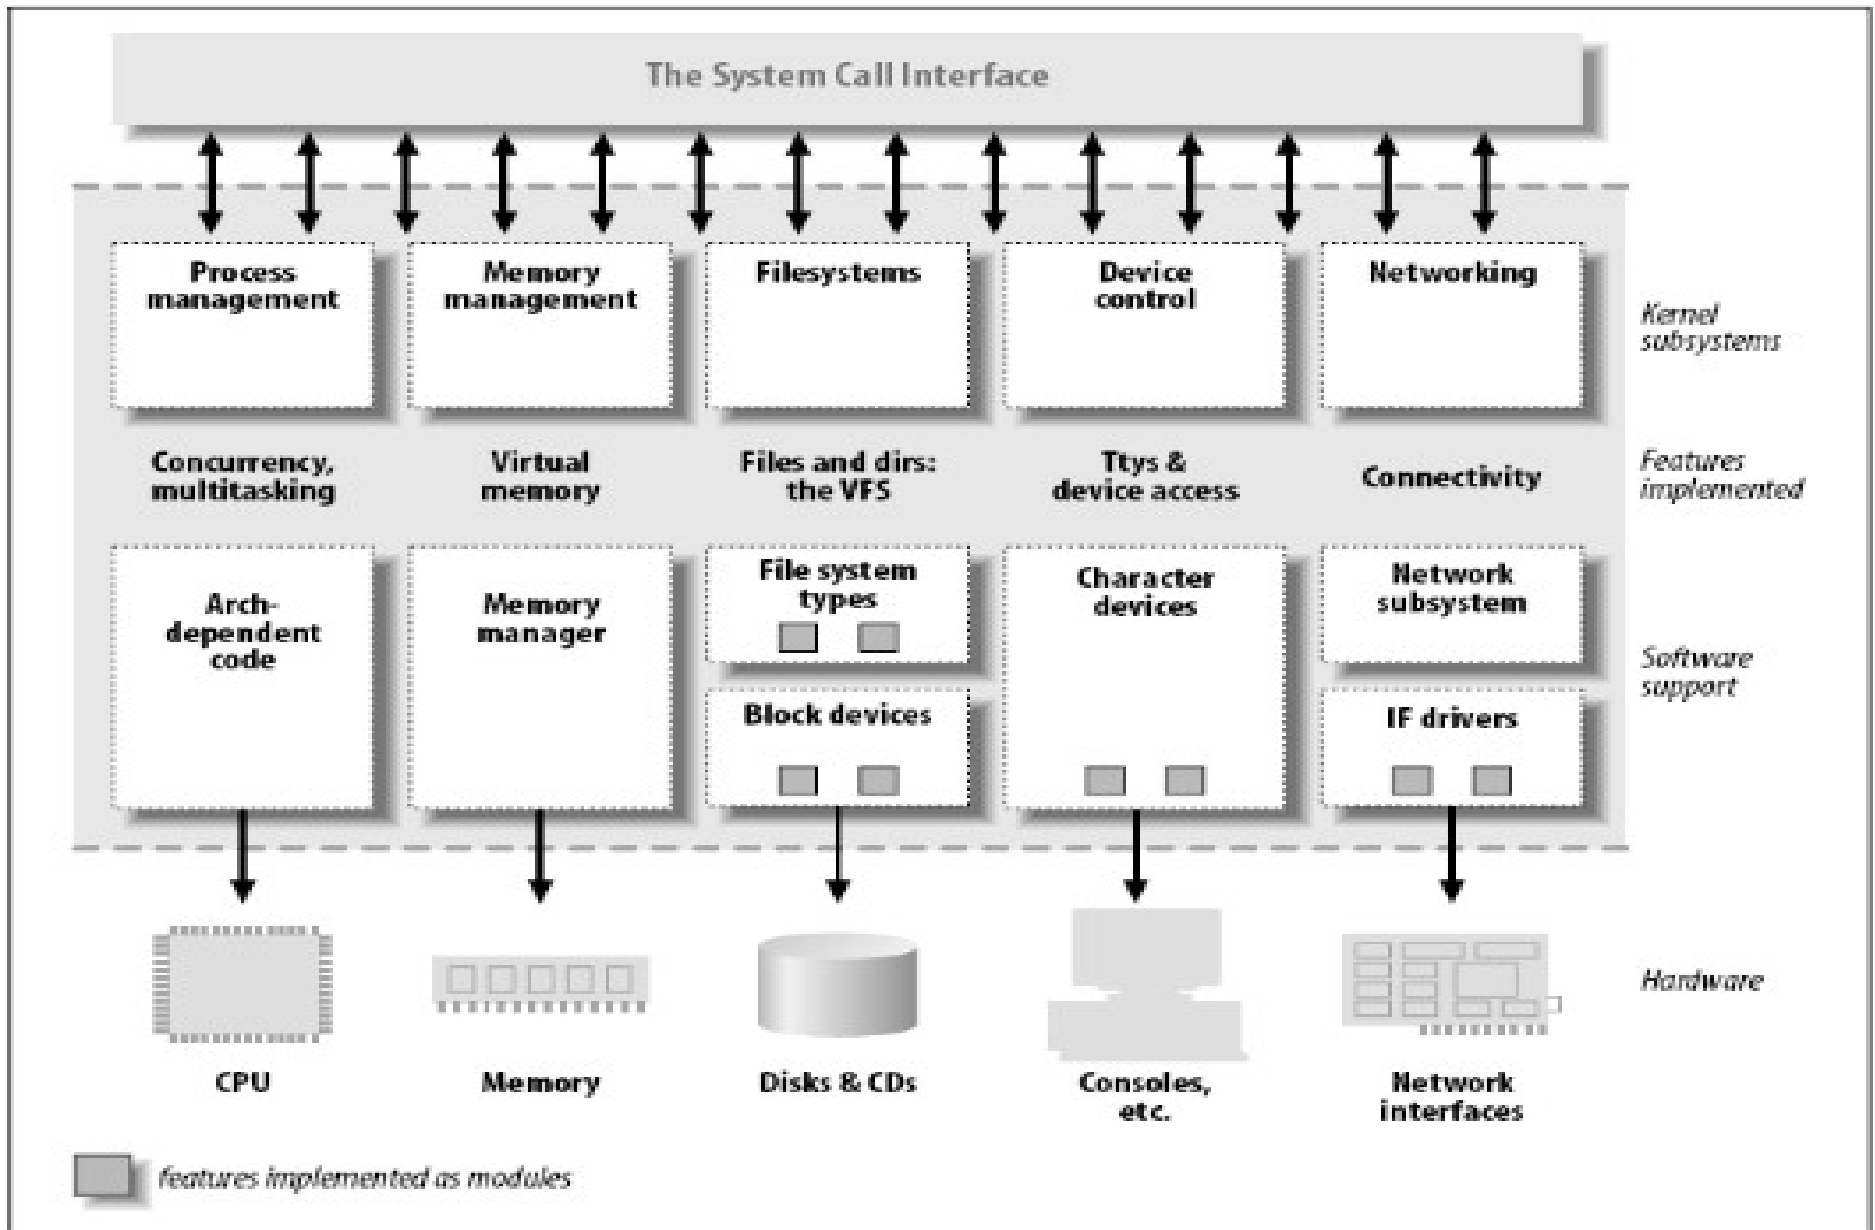 The System Call Interface
Process
management
Memory
management
Filesystems
Device
control
Networking
Kernel
subsystems
Concurrency,
multitasking
Virtual
memory
Files and dirs:
the VFS
Ttys &
device access
Connectivity
Features
implemented
Arch-
dependent
code
Memory
manager
File system
types
Block devices
Character
devices
Network
subsystem
IF drivers
Software
support
CPU
Memory
Disks & CDs
Consoles,
etc.
Network
interfaces
Hardware
features implemented as modules